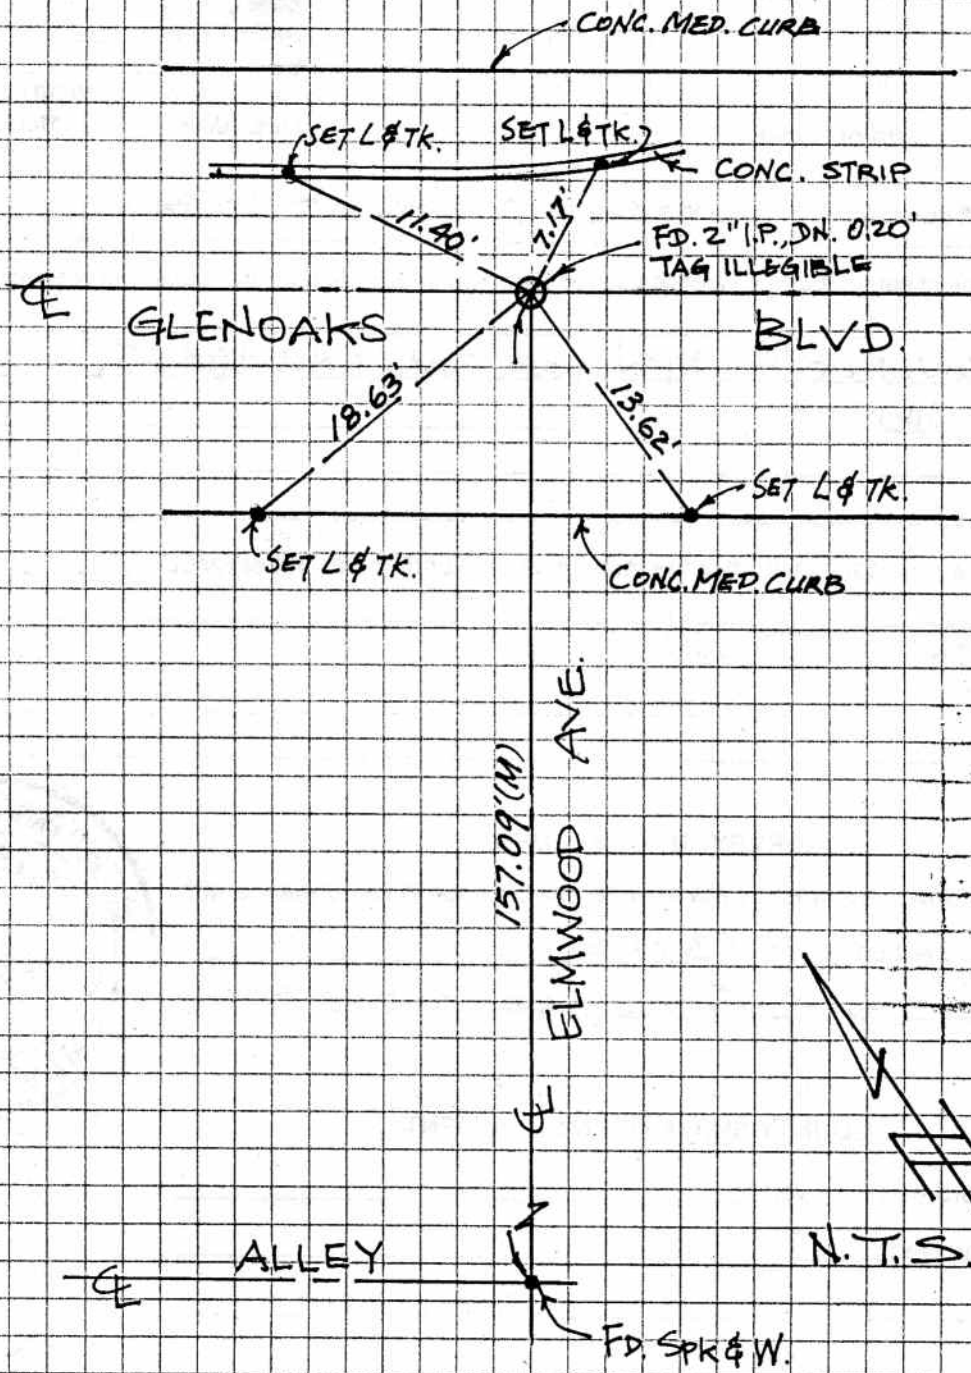 CONC. MED. CURB
SET L & TK.
SET L & TK.
CONC. STRIP
11.40'
7.17'
FD. 2" I.P., DN. 0.20'
TAG ILLEGIBLE
℄
GLENOAKS
BLVD.
18.63'
13.62'
SET L & TK.
SET L & TK.
CONC. MED. CURB
157.09'(M)
℄ ELMWOOD AVE.
N.T.S.
ALLEY
℄
FD. Spk & W.